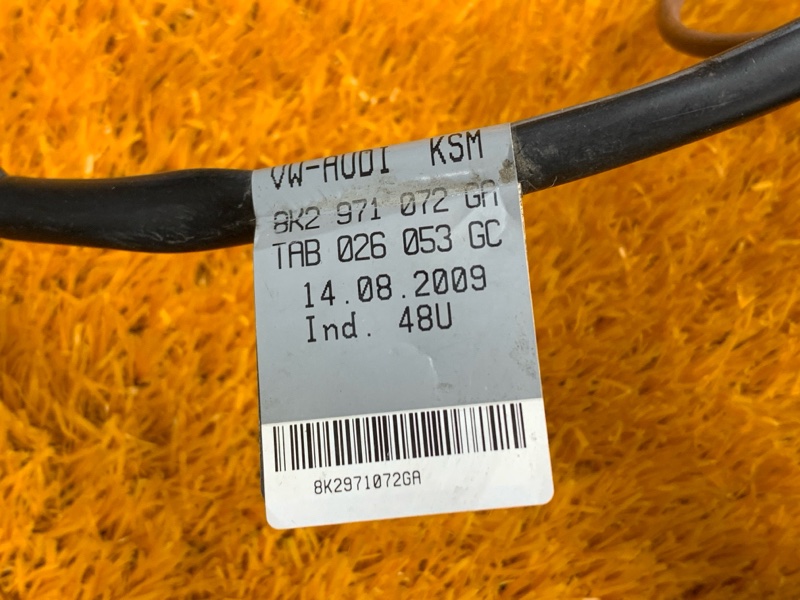 VW-AUDI KSM
8K2 971 072 GA
TAB 026 053 GC
14.08.2009
Ind. 48U
8K2971072GA